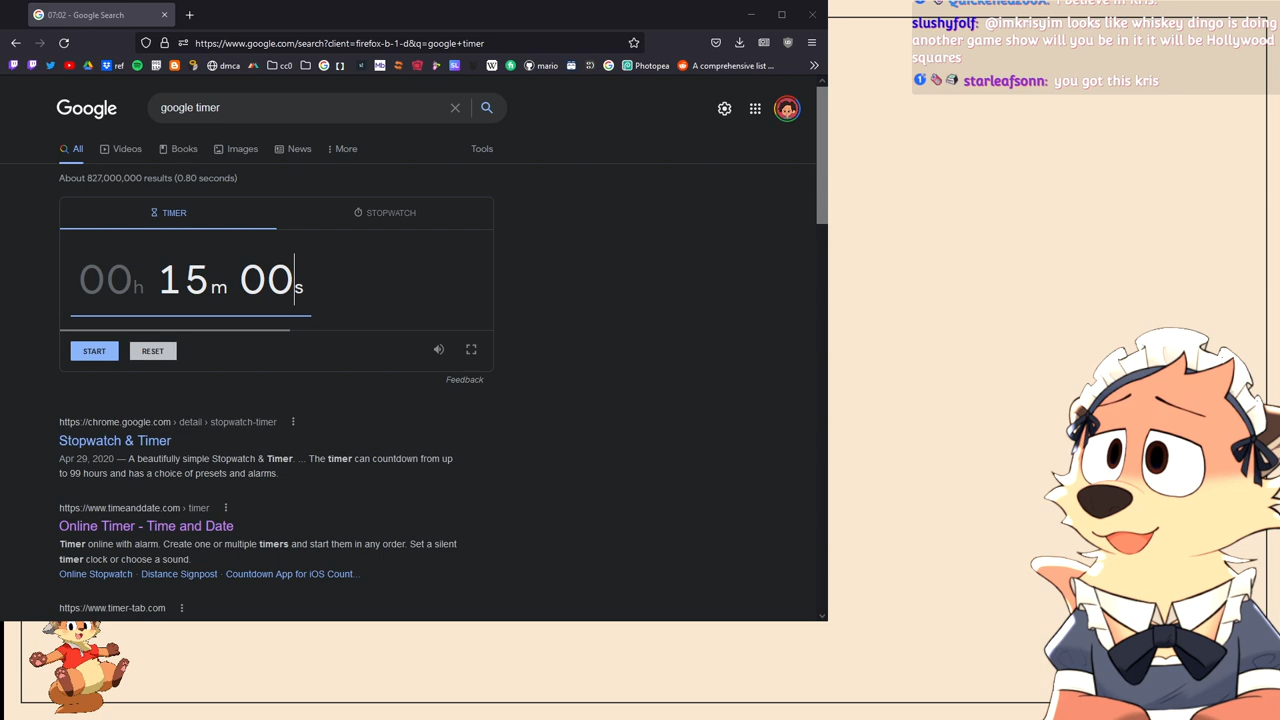 07:02 - Google Search
https://www.google.com/search?client=firefox-b-1-d&q=google+timer
ref
dmca
cc0
mario
Photopea
A comprehensive list ...
Google
google timer
All
Videos
Books
Images
News
More
Tools
About 827,000,000 results (0.80 seconds)
TIMER
STOPWATCH
00h 15m 00s
START
RESET
Feedback
https://chrome.google.com › detail › stopwatch-timer
Stopwatch & Timer
Apr 29, 2020 — A beautifully simple Stopwatch & Timer. ... The timer can countdown from up
to 99 hours and has a choice of presets and alarms.
https://www.timeanddate.com › timer
Online Timer - Time and Date
Timer online with alarm. Create one or multiple timers and start them in any order. Set a silent
timer clock or choose a sound.
Online Stopwatch · Distance Signpost · Countdown App for iOS Count...
https://www.timer-tab.com
slushyfolf: @imkrisyim looks like whiskey dingo is doing
another game show will you be in it it will be Hollywood
squares
starleafsonn: you got this kris